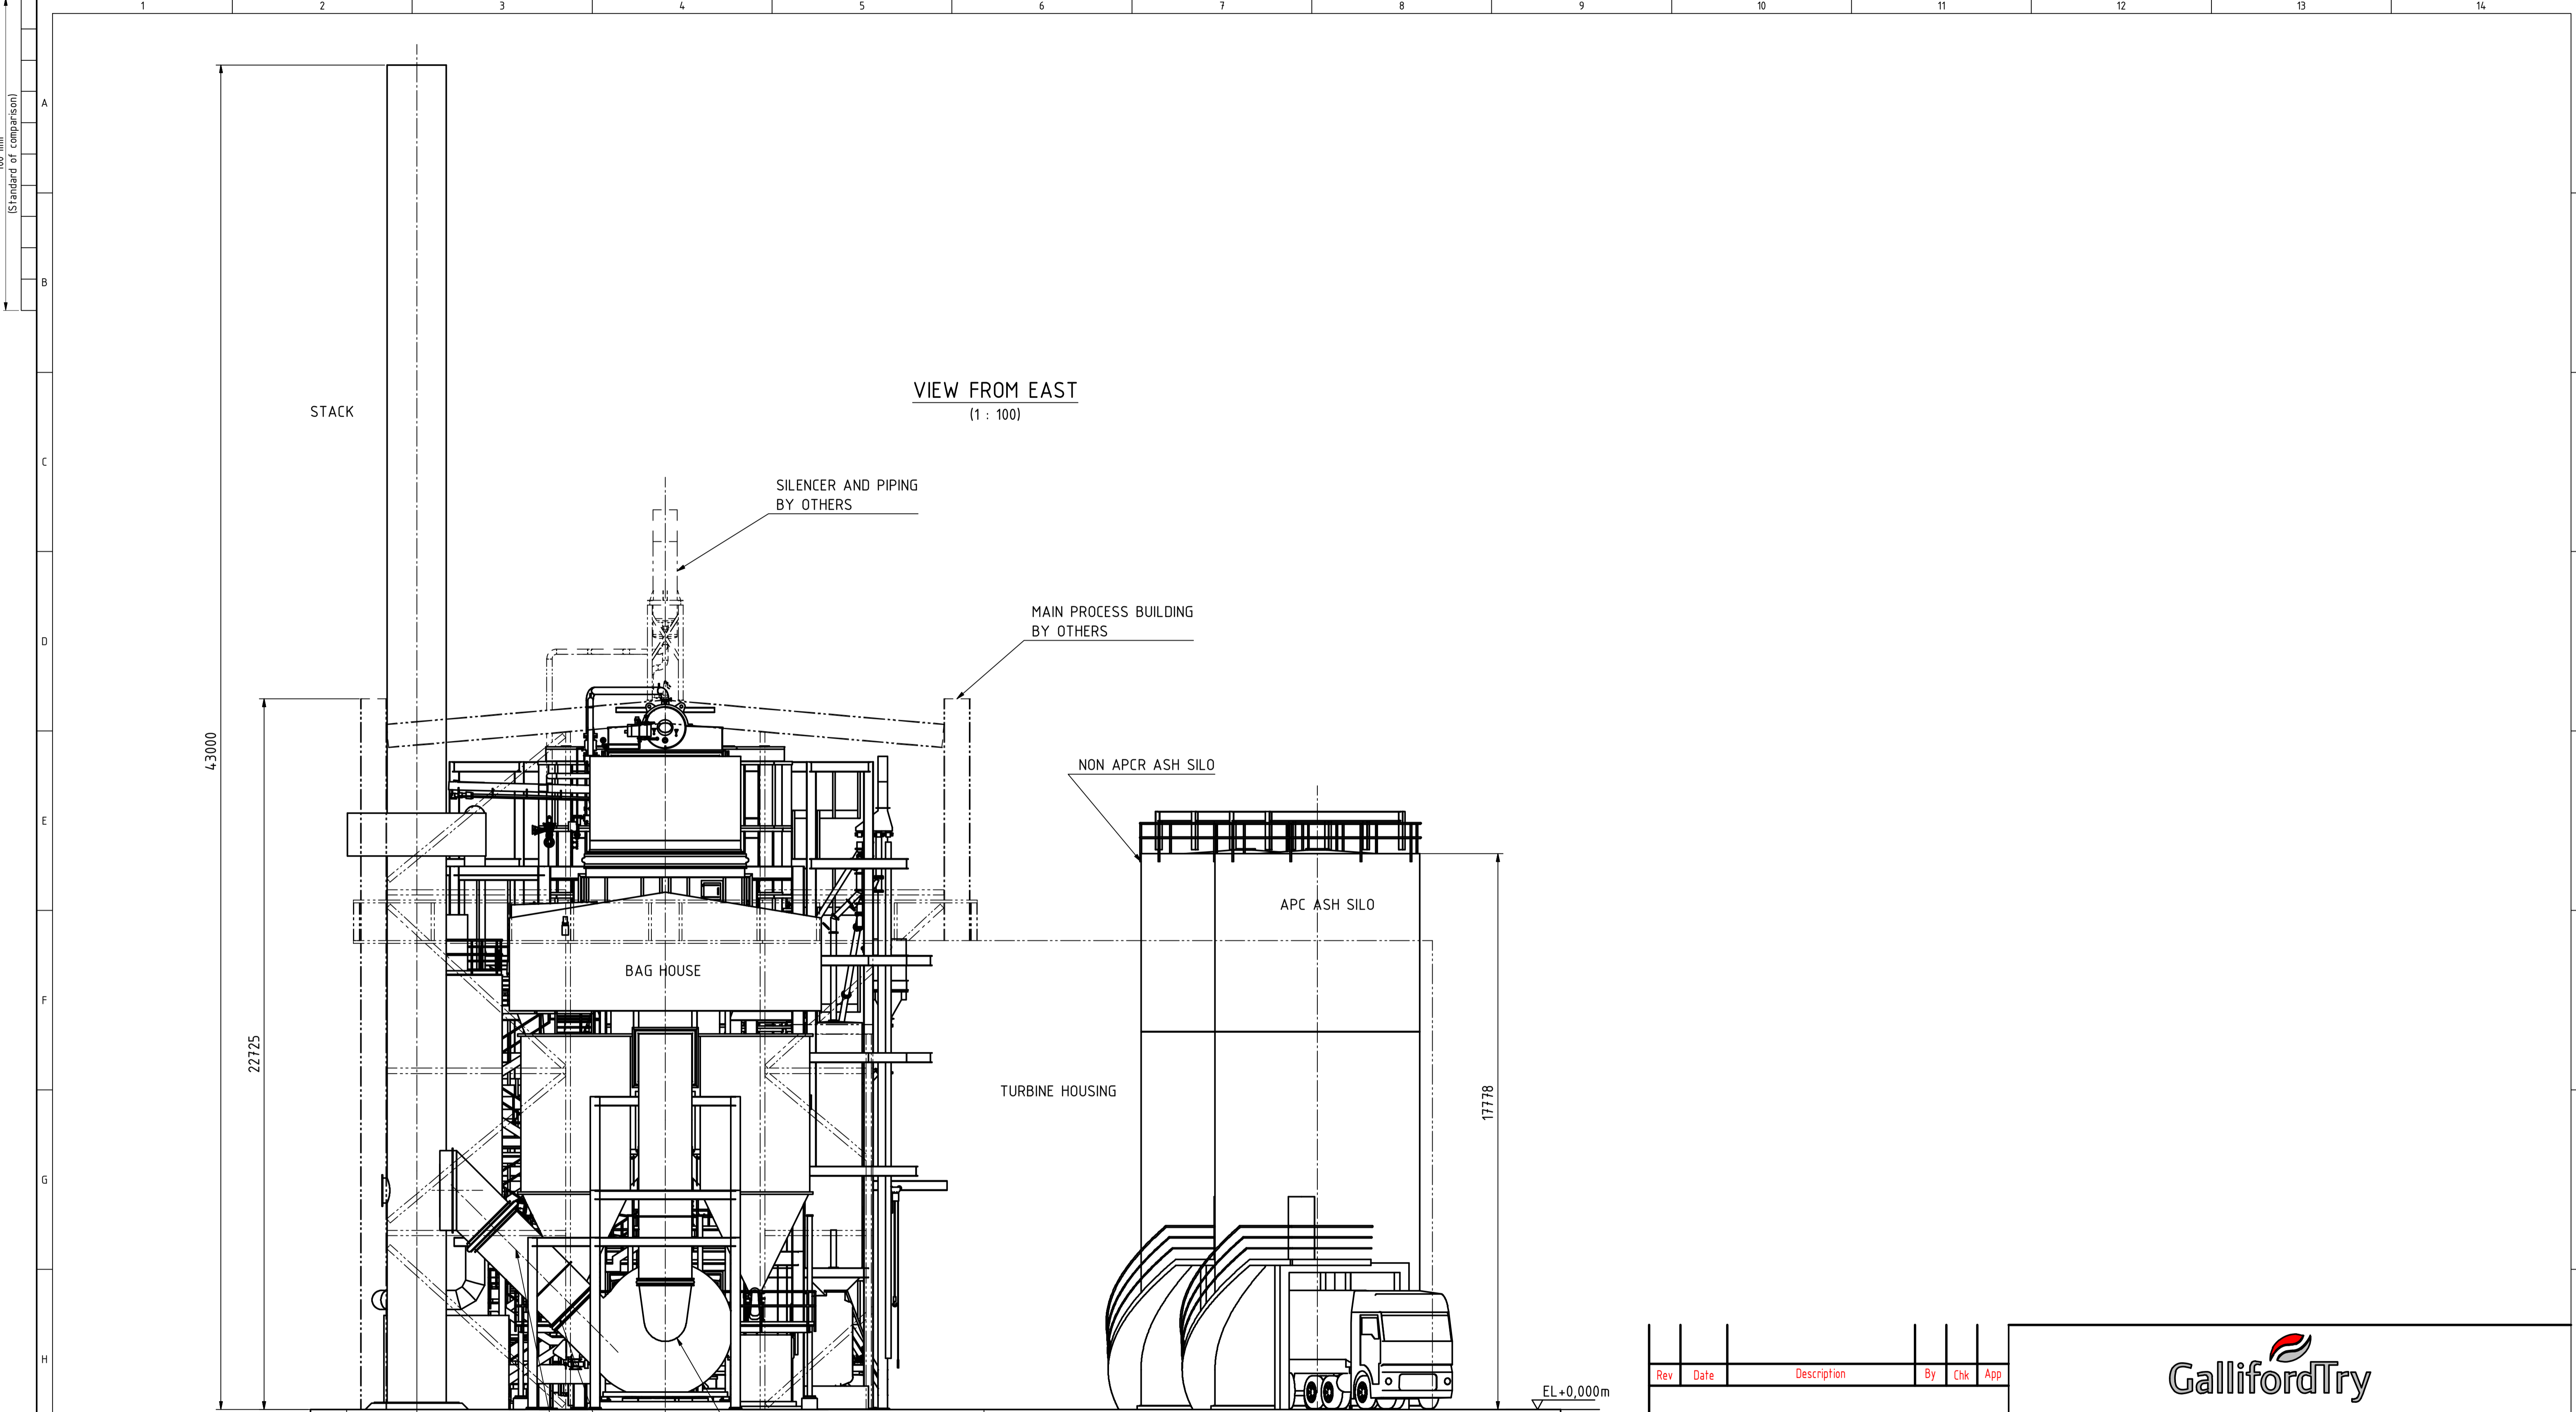 1 2 3 4 5 6 7 8 9 10 11 12 13 14
(Standard of comparison)
A
B
C
D
E
F
G
H
STACK
VIEW FROM EAST
(1 : 100)
SILENCER AND PIPING
BY OTHERS
MAIN PROCESS BUILDING
BY OTHERS
43000
NON APCR ASH SILO
APC ASH SILO
BAG HOUSE
22725
TURBINE HOUSING
17778
EL+0,000m
Rev Date Description By Chk App
GallifordTry